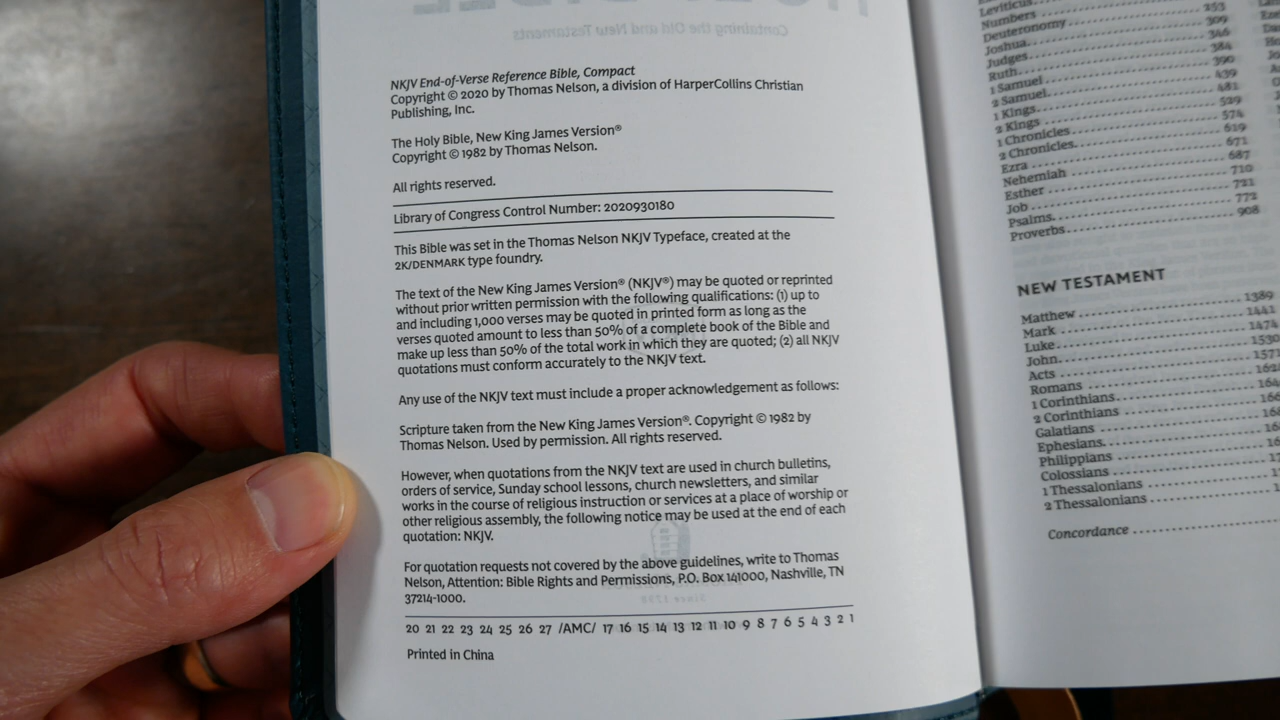 Containing the Old and New Testaments
NKJV End-of-Verse Reference Bible, Compact
Copyright © 2020 by Thomas Nelson, a division of HarperCollins Christian
Publishing, Inc.
The Holy Bible, New King James Version®
Copyright © 1982 by Thomas Nelson.
All rights reserved.
Library of Congress Control Number: 2020930180
This Bible was set in the Thomas Nelson NKJV Typeface, created at the
2K/DENMARK type foundry.
The text of the New King James Version® (NKJV®) may be quoted or reprinted
without prior written permission with the following qualifications: (1) up to
and including 1,000 verses may be quoted in printed form as long as the
verses quoted amount to less than 50% of a complete book of the Bible and
make up less than 50% of the total work in which they are quoted; (2) all NKJV
quotations must conform accurately to the NKJV text.
Any use of the NKJV text must include a proper acknowledgement as follows:
Scripture taken from the New King James Version®. Copyright © 1982 by
Thomas Nelson. Used by permission. All rights reserved.
However, when quotations from the NKJV text are used in church bulletins,
orders of service, Sunday school lessons, church newsletters, and similar
works in the course of religious instruction or services at a place of worship or
other religious assembly, the following notice may be used at the end of each
quotation: NKJV.
For quotation requests not covered by the above guidelines, write to Thomas
Nelson, Attention: Bible Rights and Permissions, P.O. Box 141000, Nashville, TN
37214-1000.
20 21 22 23 24 25 26 27 /AMC/ 17 16 15 14 13 12 11 10 9 8 7 6 5 4 3 2 1
Printed in China
Leviticus
Numbers 253
Deuteronomy 309
Joshua 346
Judges 384
Ruth 390
1 Samuel 439
2 Samuel 481
1 Kings 529
2 Kings 574
1 Chronicles 619
2 Chronicles 671
Ezra 687
Nehemiah 710
Esther 721
Job 772
Psalms
Proverbs 908
NEW TESTAMENT
Matthew 1389
Mark 1441
Luke 1474
John 1530
Acts 1571
Romans
1 Corinthians
2 Corinthians
Galatians
Ephesians
Philippians
Colossians
1 Thessalonians
2 Thessalonians
Concordance